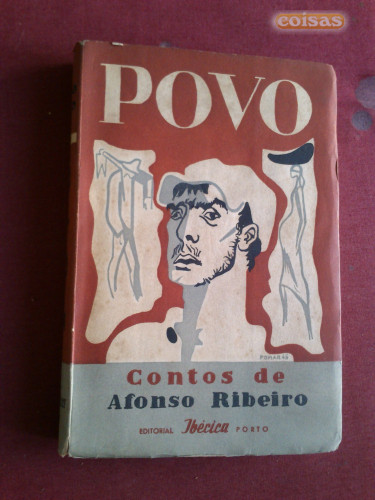 coisas
POVO
Contos de
Afonso Ribeiro
EDITORIAL Ibérica PORTO